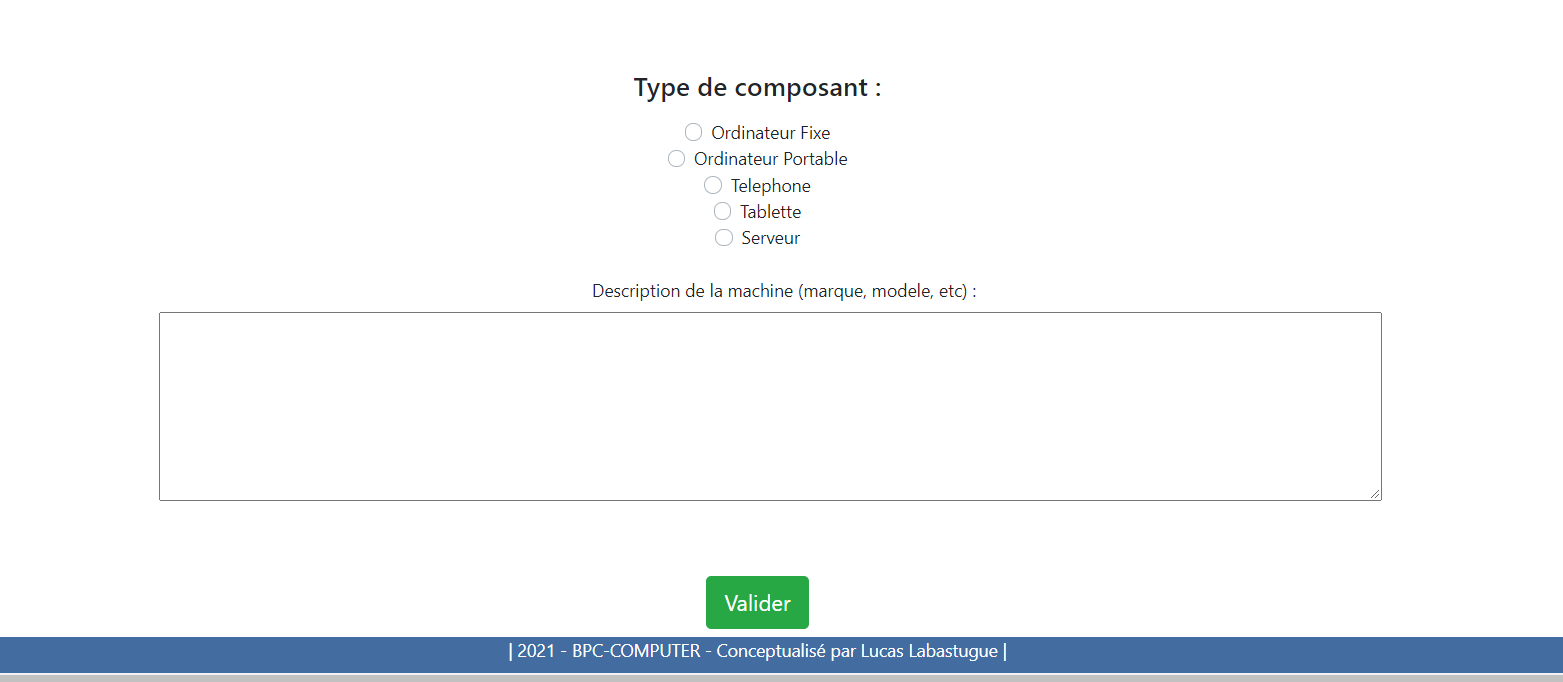 Type de composant :
Ordinateur Fixe
Ordinateur Portable
Telephone
Tablette
Serveur
Description de la machine (marque, modele, etc) :
Valider
| 2021 - BPC-COMPUTER - Conceptualisé par Lucas Labastugue |